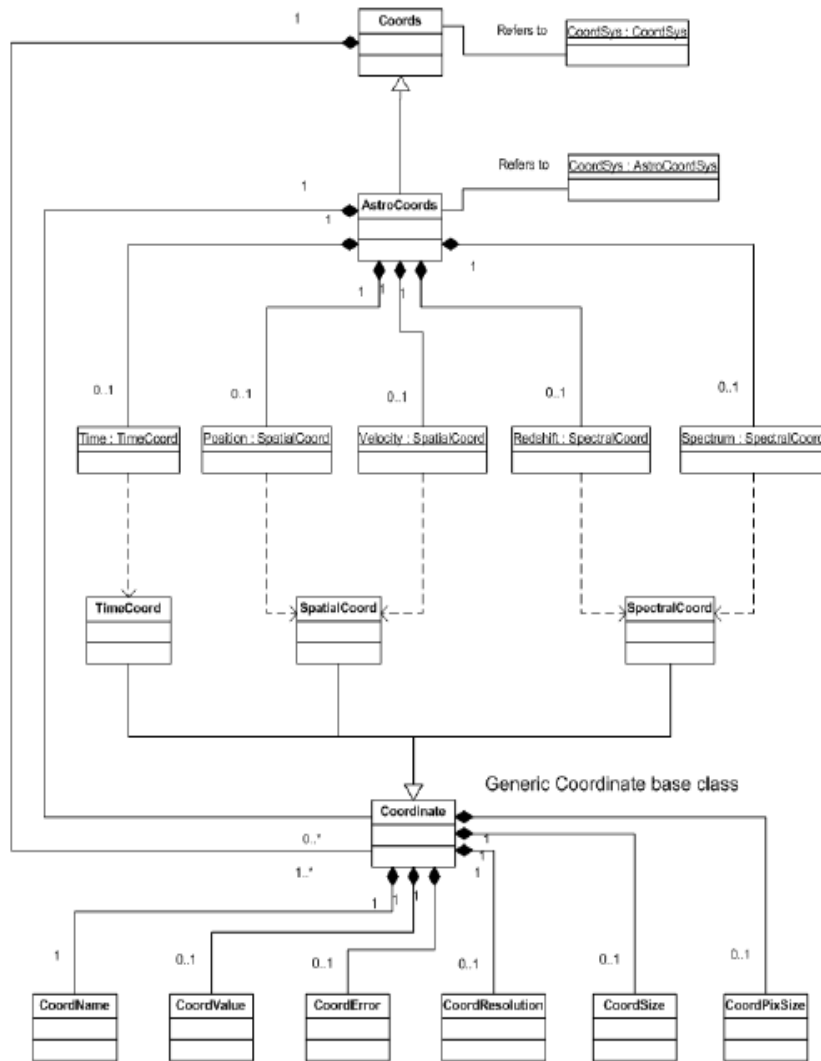 1
Coords
Refers to
CoordSys : CoordSys
Refers to
CoordSys : AstroCoordSys
1
AstroCoords
1
1
1
1
1
0..1
0..1
0..1
0..1
0..1
Time : TimeCoord
Position : SpatialCoord
Velocity : SpatialCoord
Redshift : SpectralCoord
Spectrum : SpectralCoord
TimeCoord
SpatialCoord
SpectralCoord
Generic Coordinate base class
Coordinate
0..*
1
1
1..*
1
1
1
1
1
0..1
0..1
0..1
0..1
0..1
CoordName
CoordValue
CoordError
CoordResolution
CoordSize
CoordPixSize